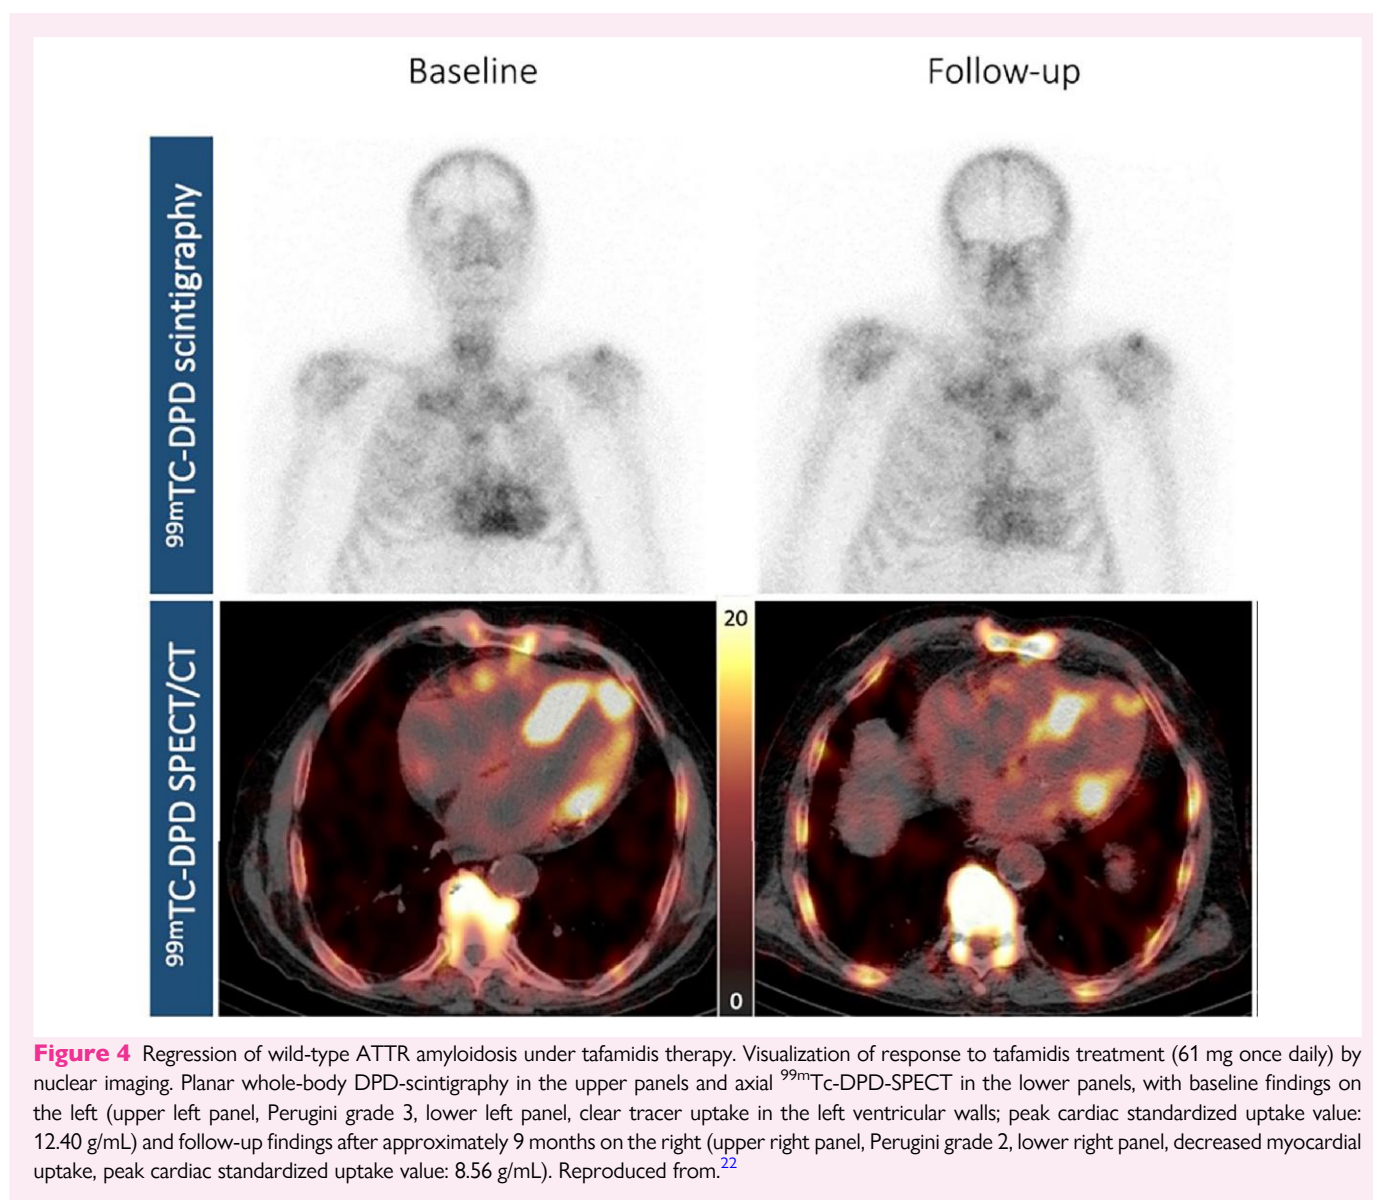 Baseline
Follow-up
99mTC-DPD scintigraphy
99mTC-DPD SPECT/CT
20
0
Figure 4 Regression of wild-type ATTR amyloidosis under tafamidis therapy. Visualization of response to tafamidis treatment (61 mg once daily) by
nuclear imaging. Planar whole-body DPD-scintigraphy in the upper panels and axial 99mTc-DPD-SPECT in the lower panels, with baseline findings on
the left (upper left panel, Perugini grade 3, lower left panel, clear tracer uptake in the left ventricular walls; peak cardiac standardized uptake value:
12.40 g/mL) and follow-up findings after approximately 9 months on the right (upper right panel, Perugini grade 2, lower right panel, decreased myocardial
uptake, peak cardiac standardized uptake value: 8.56 g/mL). Reproduced from.22